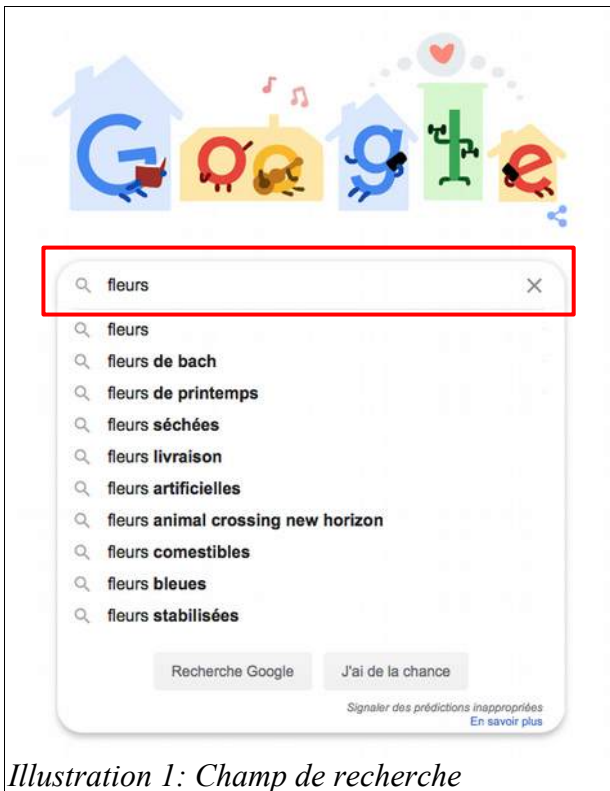 Google
fleurs
fleurs
fleurs de bach
fleurs de printemps
fleurs séchées
fleurs livraison
fleurs artificielles
fleurs animal crossing new horizon
fleurs comestibles
fleurs bleues
fleurs stabilisées
Recherche Google J'ai de la chance
Signaler des prédictions inappropriées
En savoir plus
Illustration 1: Champ de recherche